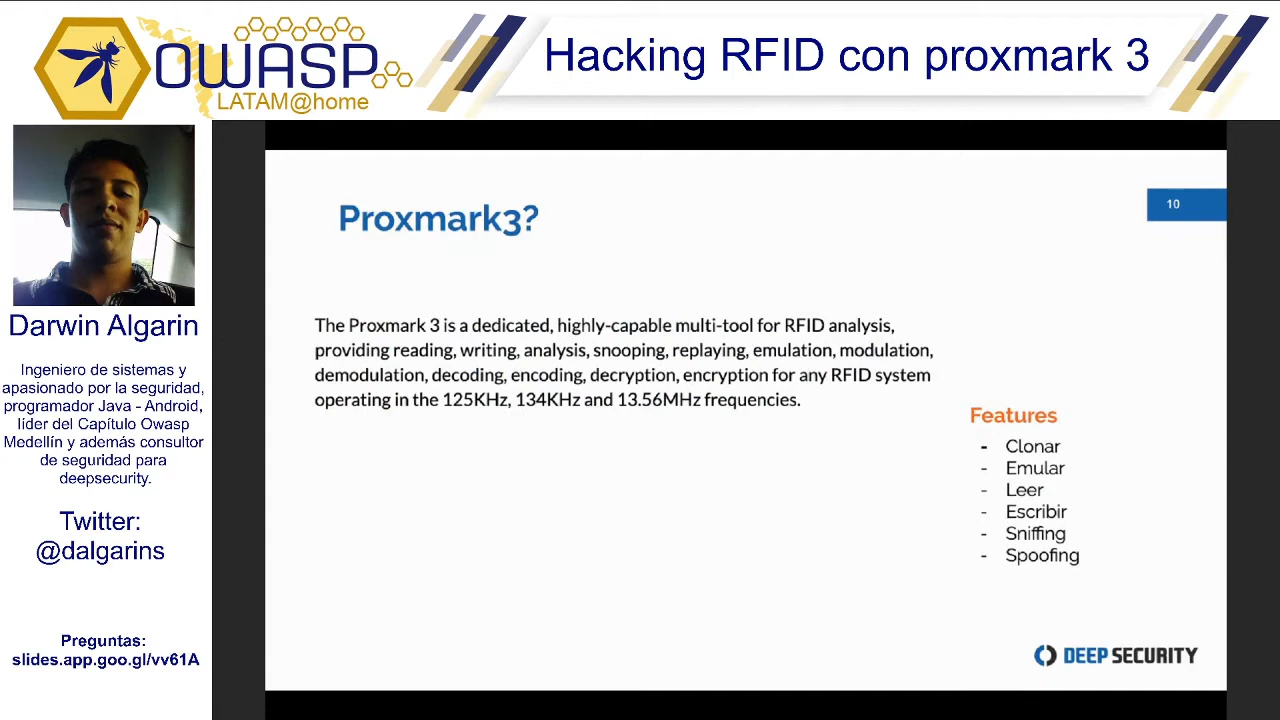 OWASP
LATAM@home
Hacking RFID con proxmark 3
Darwin Algarin
Ingeniero de sistemas y
apasionado por la seguridad,
programador Java - Android,
líder del Capítulo Owasp
Medellín y además consultor
de seguridad para
deepsecurity.
Twitter:
@dalgarins
Preguntas:
slides.app.goo.gl/vv61A
Proxmark3?
10
The Proxmark 3 is a dedicated, highly-capable multi-tool for RFID analysis,
providing reading, writing, analysis, snooping, replaying, emulation, modulation,
demodulation, decoding, encoding, decryption, encryption for any RFID system
operating in the 125KHz, 134KHz and 13.56MHz frequencies.
Features
- Clonar
- Emular
- Leer
- Escribir
- Sniffing
- Spoofing
DEEP SECURITY